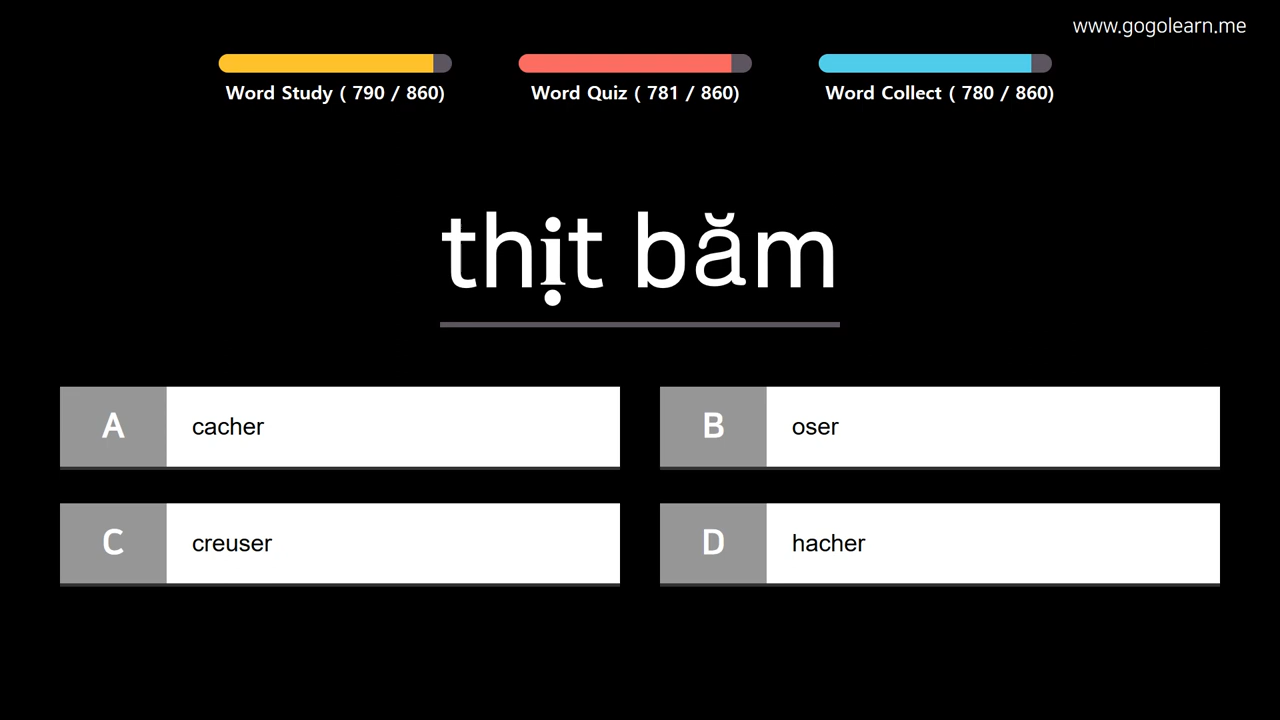 www.gogolearn.me
Word Study ( 790 / 860)
Word Quiz ( 781 / 860)
Word Collect ( 780 / 860)
thịt băm
A cacher
B oser
C creuser
D hacher